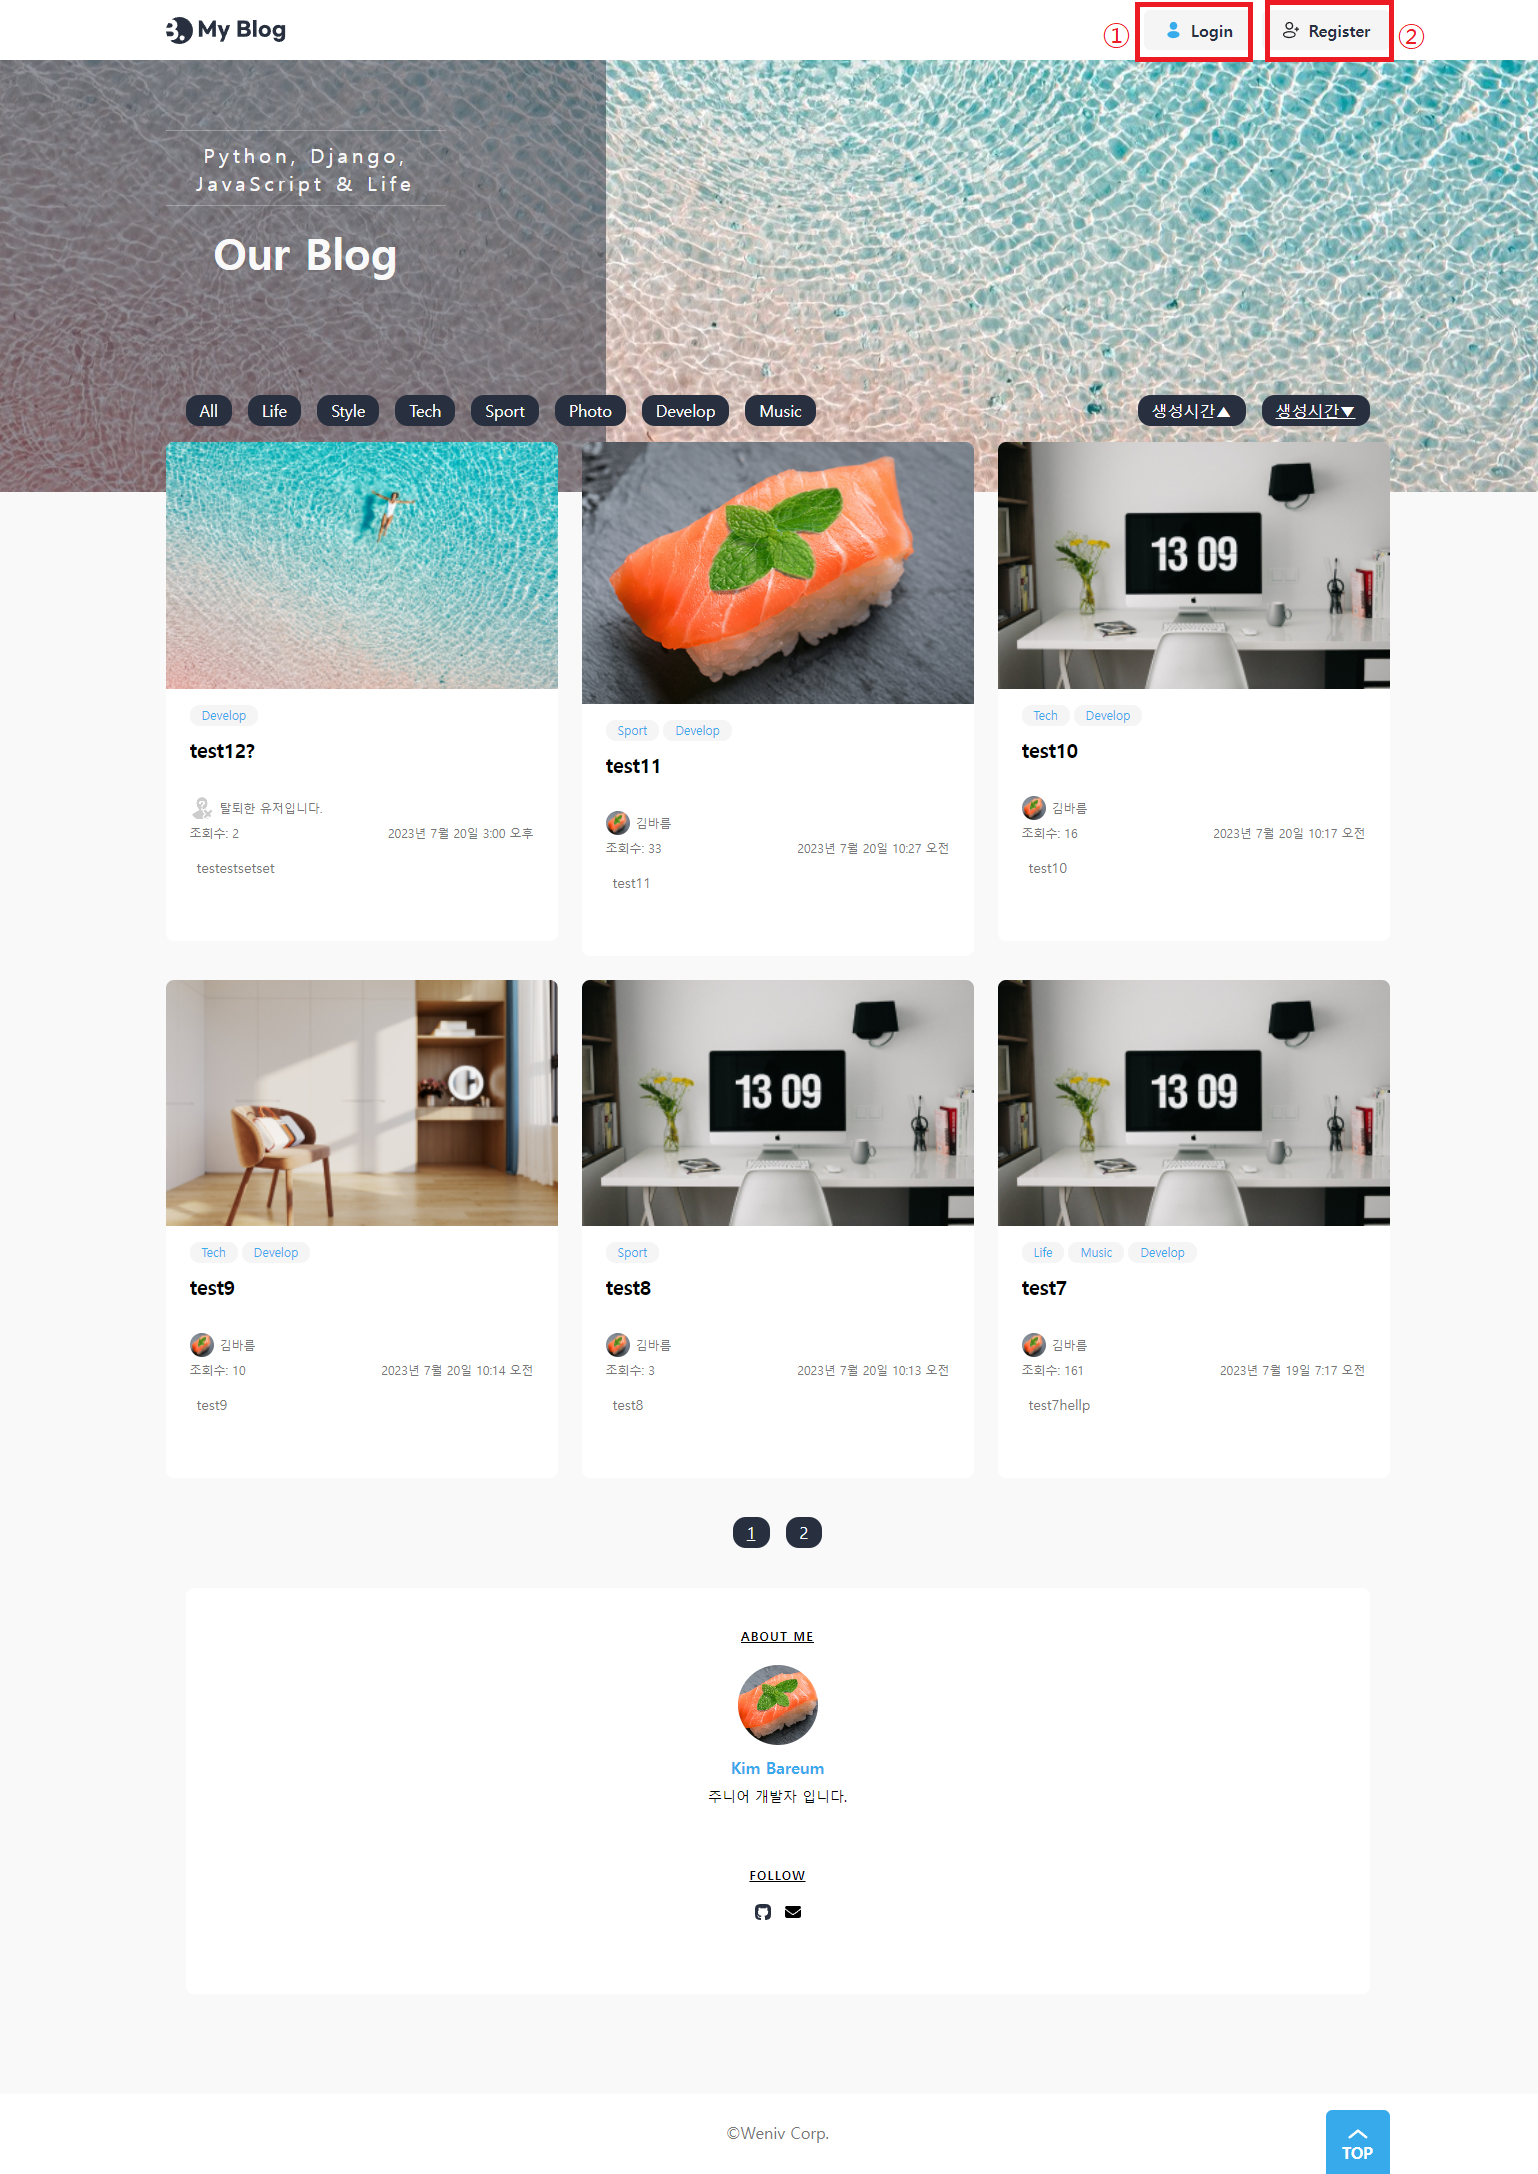 My Blog
① Login Register ②
Python, Django,
JavaScript & Life
Our Blog
All Life Style Tech Sport Photo Develop Music 생성시간▲ 생성시간▼
13 09
Develop
test12?
탈퇴한 유저입니다.
조회수: 2 2023년 7월 20일 3:00 오후
testestsetset
Sport Develop
test11
김바름
조회수: 33 2023년 7월 20일 10:27 오전
test11
Tech Develop
test10
김바름
조회수: 16 2023년 7월 20일 10:17 오전
test10
13 09
13 09
Tech Develop
test9
김바름
조회수: 10 2023년 7월 20일 10:14 오전
test9
Sport
test8
김바름
조회수: 3 2023년 7월 20일 10:13 오전
test8
Life Music Develop
test7
김바름
조회수: 161 2023년 7월 19일 7:17 오전
test7hellp
1 2
ABOUT ME
Kim Bareum
주니어 개발자 입니다.
FOLLOW
©Weniv Corp.
TOP